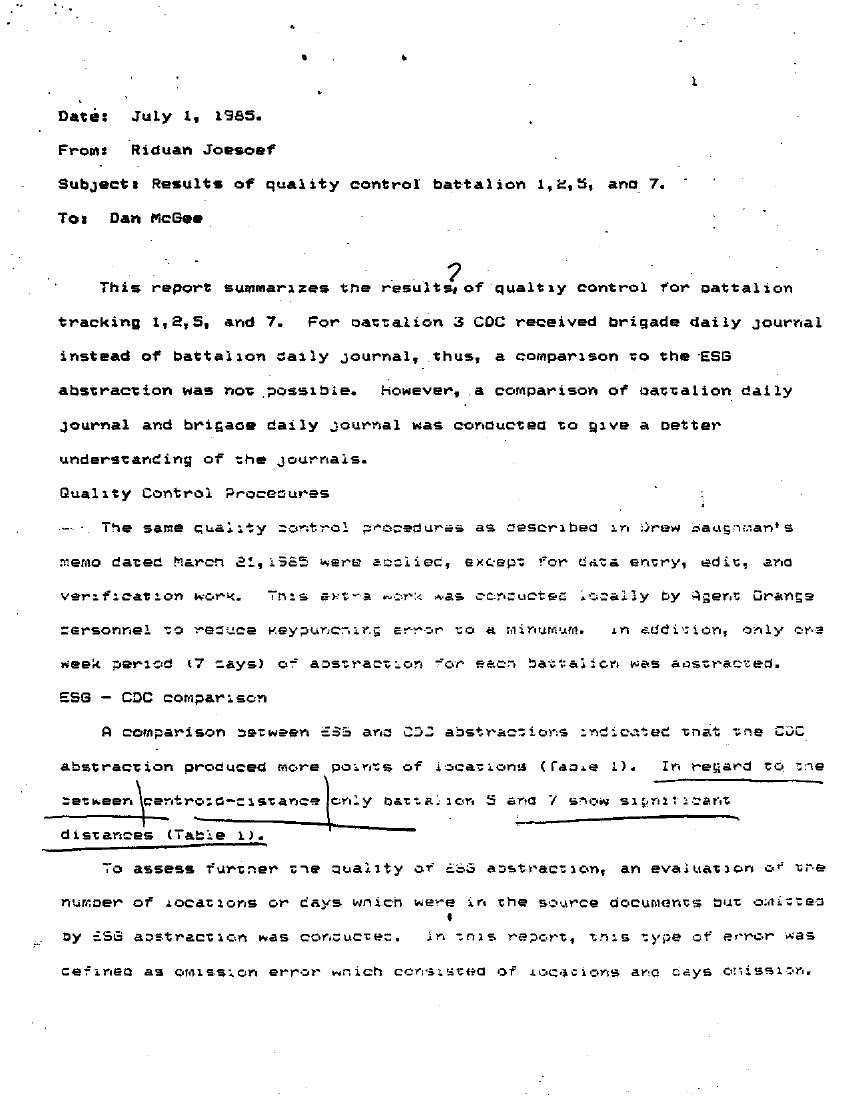 1
Date: July 1, 1985.
From: Riduan Joesoef
Subject: Results of quality control battalion 1,2,5, and 7.
To: Dan McGee
?
This report summarizes the results, of qualtiy control for battalion
tracking 1,2,5, and 7. For battalion 3 CDC received brigade daily journal
instead of battalion daily journal, thus, a comparison to the ESG
abstraction was not possible. However, a comparison of battalion daily
journal and brigade daily journal was conducted to give a better
understanding of the journals.
Quality Control Procedures
The same quality control procedures as described in Drew Baughman's
memo dated March 21,1985 were applied, except for data entry, edit, and
verification work. This extra work was conducted locally by Agent Orange
personnel to reduce keypunching error to a minumum. In addition, only one
week period (7 days) of abstraction for each battalion was abstracted.
ESG - CDC comparison
A comparison between ESG and CDC abstractions indicated that the CDC
abstraction produced more points of locations (Table 1). In regard to the
between centroid-distance only battalion 5 and 7 show significant
distances (Table 1).
To assess further the quality of ESG abstraction, an evaluation of the
number of locations or days which were in the source documents but omitted
by ESG abstraction was conducted. In this report, this type of error was
defined as omission error which consisted of locations and days omission.